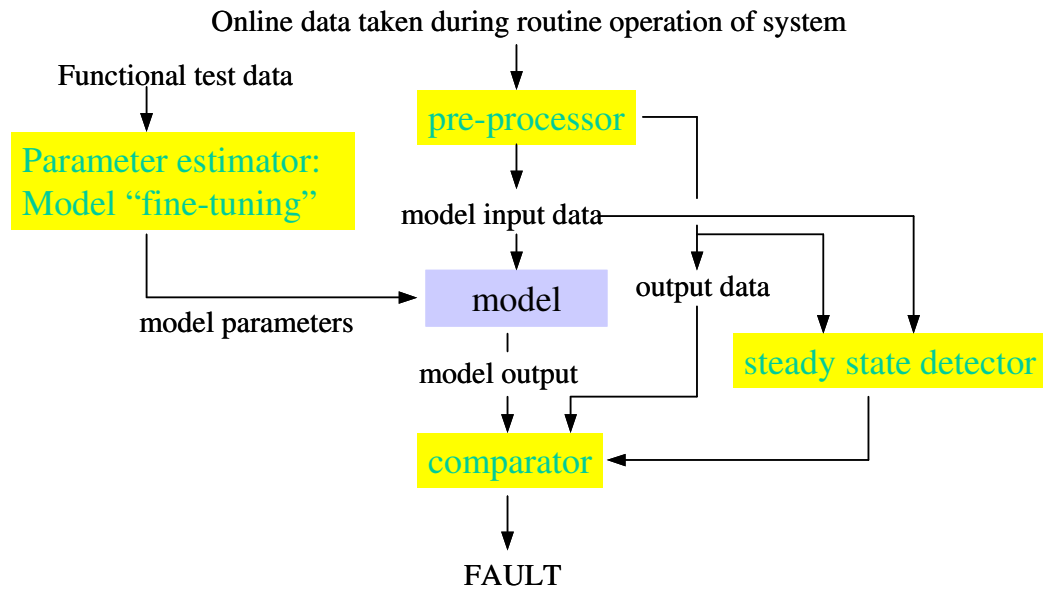 Online data taken during routine operation of system
Functional test data
pre-processor
Parameter estimator:
Model “fine-tuning”
model input data
model
output data
model parameters
steady state detector
model output
comparator
FAULT